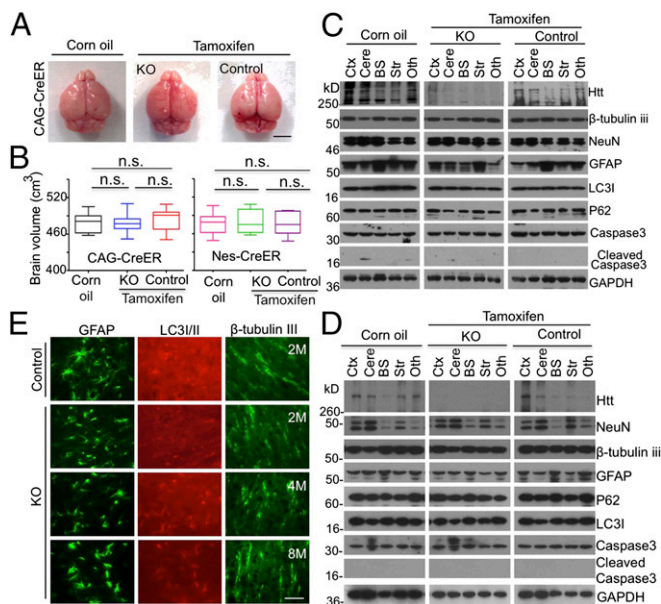 A
Corn oil
Tamoxifen
CAG-CreER
KO
Control
B
n.s.
n.s.
n.s.
n.s.
n.s.
n.s.
Brain volume (cm3)
490
460
400
CAG-CreER
Nes-CreER
Corn oil
KO Control
Tamoxifen
Corn oil
KO Control
Tamoxifen
C
Tamoxifen
Corn oil
KO
Control
Ctx Cere BS Str Oth
Ctx Cere BS Str Oth
Ctx Cere BS Str Oth
kD
250
Htt
50
β-tubulin iii
46
NeuN
50
GFAP
16
LC3I
60
P62
30
Caspase3
16
Cleaved Caspase3
36
GAPDH
D
Tamoxifen
Corn oil
KO
Control
Ctx Cere BS Str Oth
Ctx Cere BS Str Oth
Ctx Cere BS Str Oth
kD
260
Htt
50
NeuN
50
β-tubulin iii
50
GFAP
60
P62
16
LC3I
30
Caspase3
16
Cleaved Caspase3
36
GAPDH
E
GFAP
LC3I/II
β-tubulin III
Control
2M
KO
2M
4M
8M